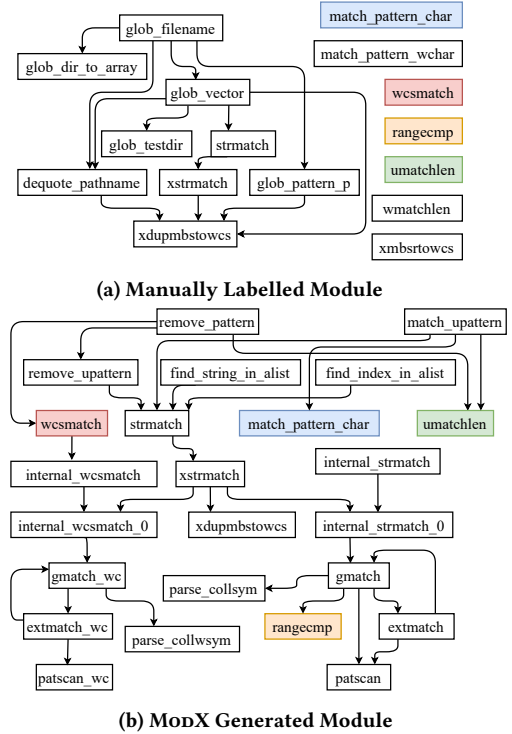 glob_filename
match_pattern_char
glob_dir_to_array
match_pattern_wchar
glob_vector
wcsmatch
glob_testdir
strmatch
rangecmp
dequote_pathname
xstrmatch
glob_pattern_p
umatchlen
wmatchlen
xdupmbstowcs
xmbsrtowcs
(a) Manually Labelled Module
remove_pattern
match_upattern
remove_upattern
find_string_in_alist
find_index_in_alist
wcsmatch
strmatch
match_pattern_char
umatchlen
internal_wcsmatch
xstrmatch
internal_strmatch
internal_wcsmatch_0
xdupmbstowcs
internal_strmatch_0
gmatch_wc
parse_collsym
gmatch
extmatch_wc
parse_collwsym
rangecmp
extmatch
patscan_wc
patscan
(b) ModX Generated Module